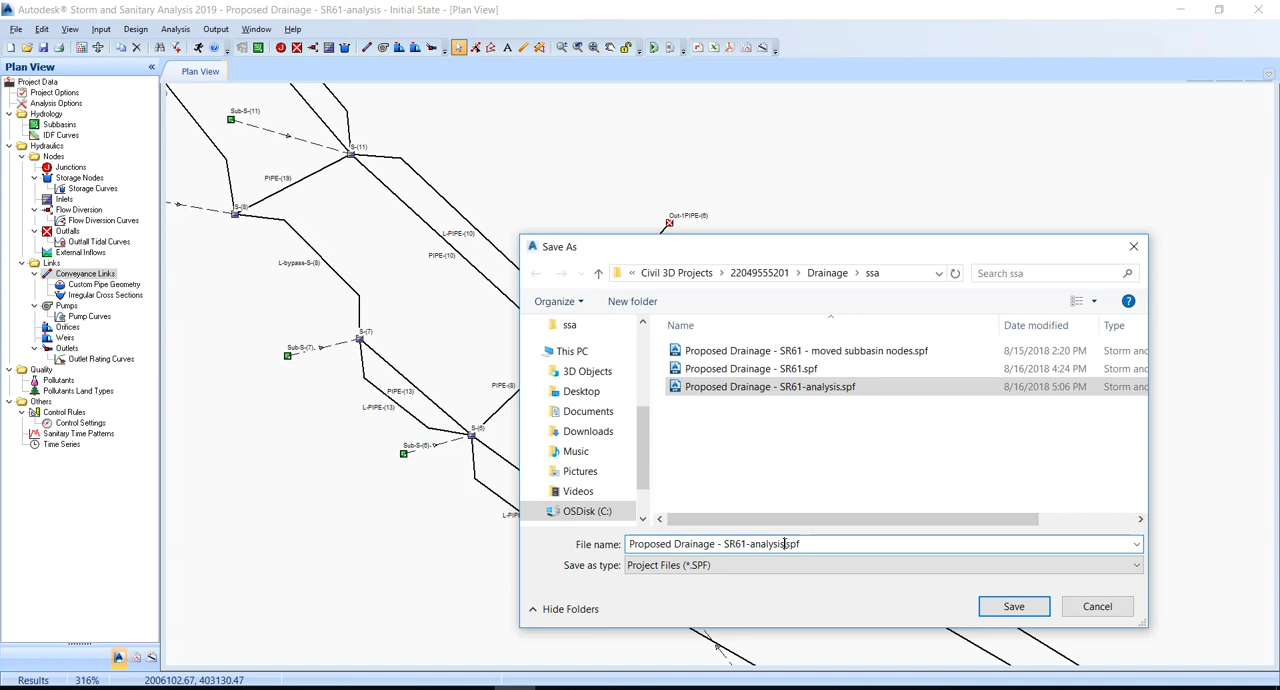 Autodesk® Storm and Sanitary Analysis 2019 - Proposed Drainage - SR61-analysis - Initial State - [Plan View]
File Edit View Input Design Analysis Output Window Help
Plan View «
Plan View
Project Data
Project Options
Analysis Options
Hydrology
Subbasins
IDF Curves
Hydraulics
Nodes
Junctions
Storage Nodes
Storage Curves
Inlets
Flow Diversion
Flow Diversion Curves
Outfalls
Outfall Tidal Curves
External Inflows
Links
Conveyance Links
Custom Pipe Geometry
Irregular Cross Sections
Pumps
Pump Curves
Orifices
Weirs
Outlets
Outlet Rating Curves
Quality
Pollutants
Pollutants Land Types
Others
Control Rules
Control Settings
Sanitary Time Patterns
Time Series
Sub-S-(11)
S-(11)
PIPE-(19)
S-(8)
L-PIPE-(10)
PIPE-(10)
L-bypass-S-(8)
Out-1PIPE-(6)
S-(7)
Sub-S-(7)
PIPE-(13)
L-PIPE-(13)
PIPE-(8)
S-(6)
Sub-S-(6)
L-PIP
Save As
« Civil 3D Projects > 22049555201 > Drainage > ssa
Search ssa
Organize New folder
ssa
This PC
3D Objects
Desktop
Documents
Downloads
Music
Pictures
Videos
OSDisk (C:)
Name Date modified Type
Proposed Drainage - SR61 - moved subbasin nodes.spf 8/15/2018 2:20 PM Storm and
Proposed Drainage - SR61.spf 8/16/2018 4:24 PM Storm and
Proposed Drainage - SR61-analysis.spf 8/16/2018 5:06 PM Storm and
File name: Proposed Drainage - SR61-analysis.spf
Save as type: Project Files (*.SPF)
Hide Folders
Save Cancel
Results 316% 2006102.67, 403130.47